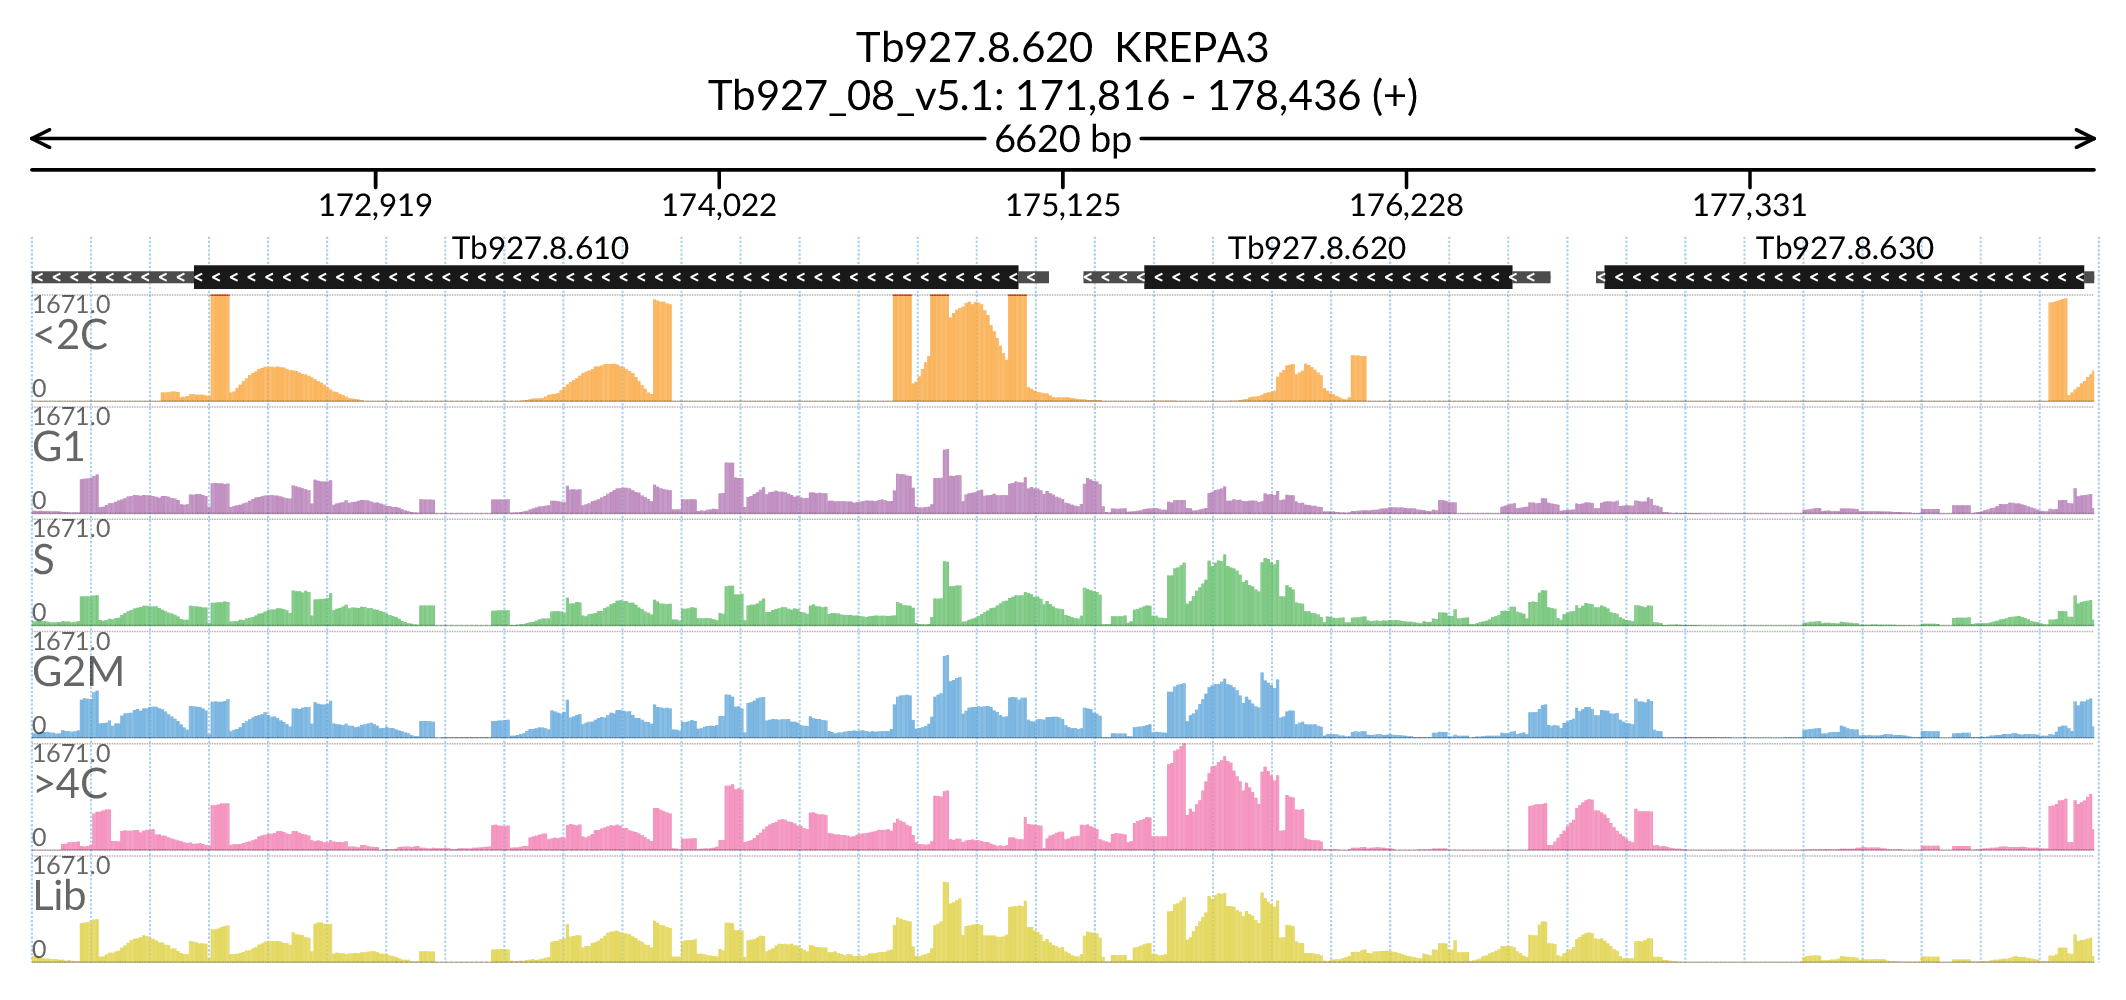 Tb927.8.620 KREPA3
Tb927_08_v5.1: 171,816 - 178,436 (+)
6620 bp
172,919 174,022 175,125 176,228 177,331
Tb927.8.610 Tb927.8.620 Tb927.8.630
1671.0
<2C
0
1671.0
G1
0
1671.0
S
0
1671.0
G2M
0
1671.0
>4C
0
1671.0
Lib
0